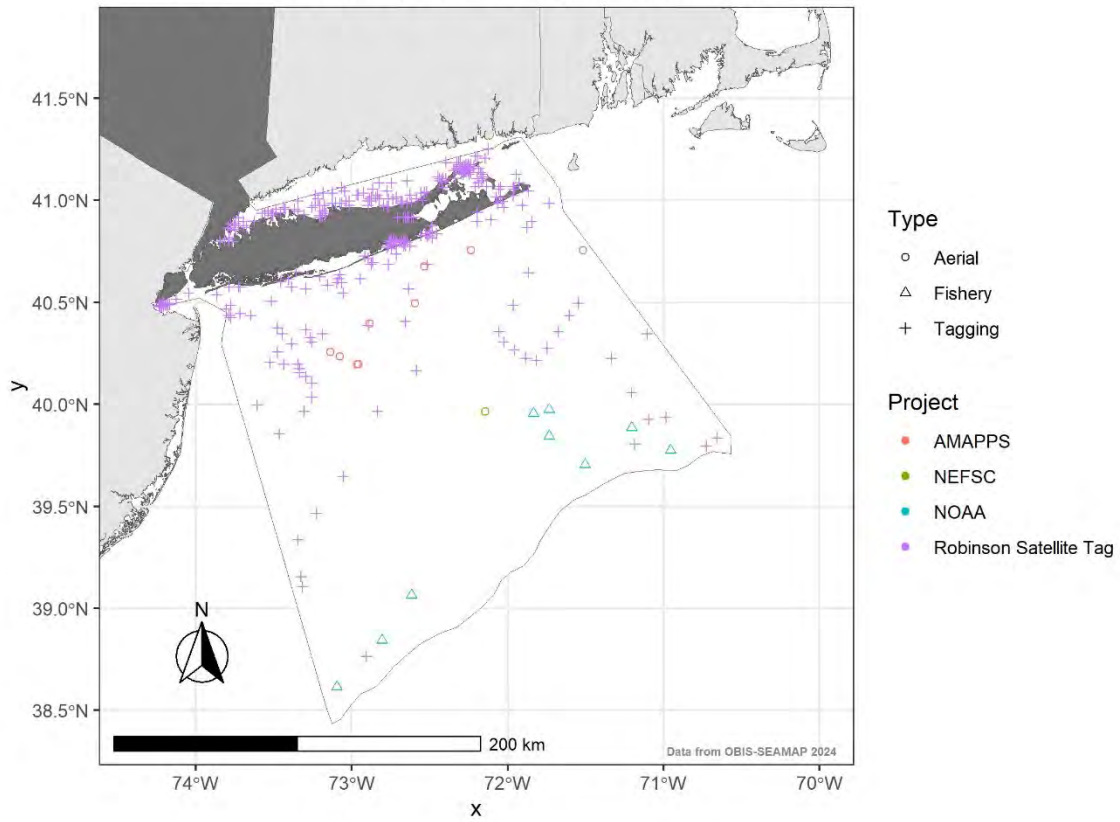 41.5°N
41.0°N
40.5°N
40.0°N
39.5°N
39.0°N
38.5°N
y
N
200 km
Data from OBIS-SEAMAP 2024
74°W 73°W 72°W 71°W 70°W
x
Type
Aerial
Fishery
Tagging
Project
AMAPPS
NEFSC
NOAA
Robinson Satellite Tag